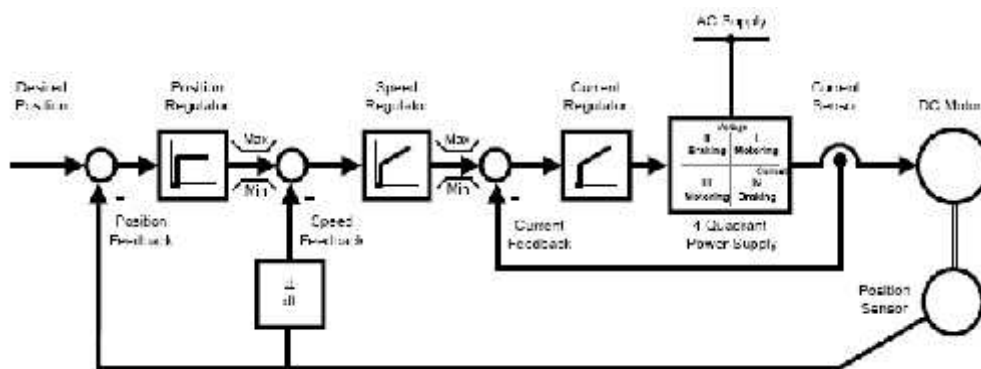 AC Supply
Desired
Position
Position
Regulator
Speed
Regulator
Current
Regulator
Current
Sensor
DC Motor
Max
Min
Max
Min
Voltage
II
I
Braking
Motoring
Current
III
IV
Motoring
Braking
-
-
-
Position
Feedback
Speed
Feedback
Current
Feedback
4 Quadrant
Power Supply
d
dt
Position
Sensor